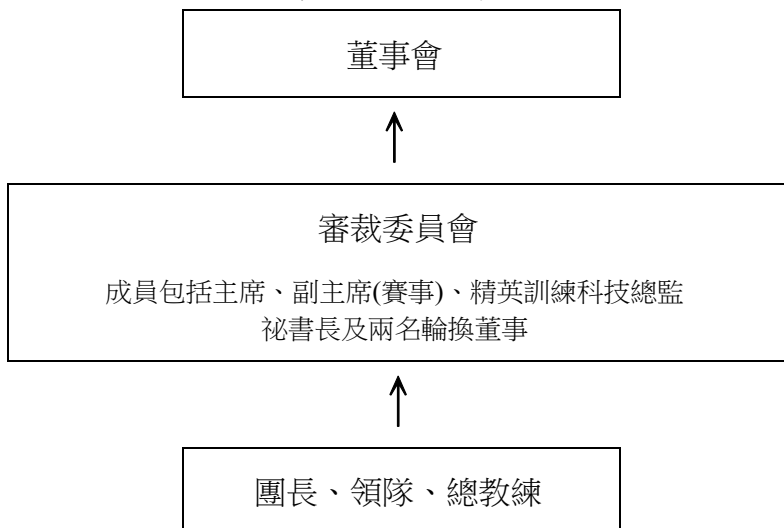 董事會
審裁委員會
成員包括主席、副主席(賽事)、精英訓練科技總監
祕書長及兩名輪換董事
團長、領隊、總教練